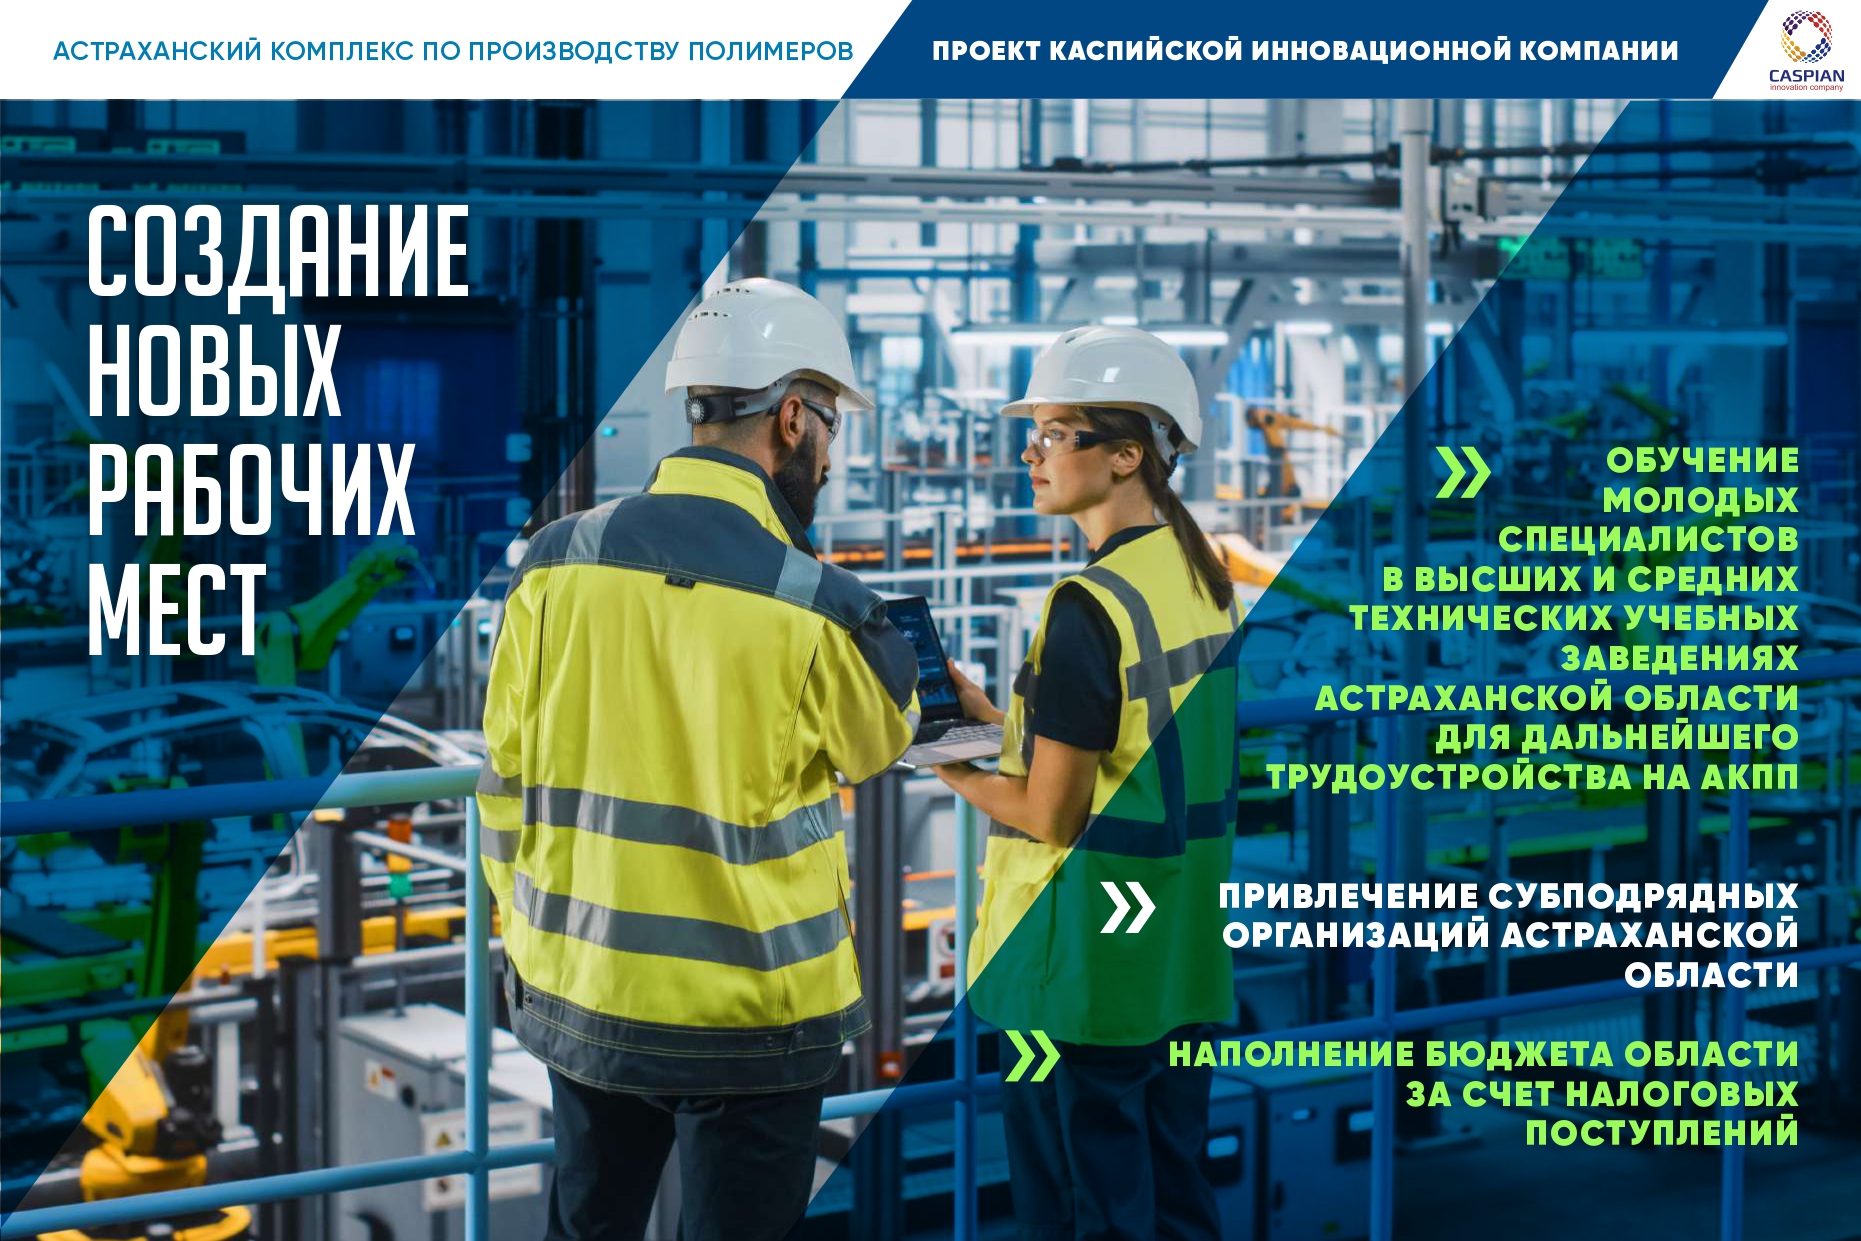 АСТРАХАНСКИЙ КОМПЛЕКС ПО ПРОИЗВОДСТВУ ПОЛИМЕРОВ
ПРОЕКТ КАСПИЙСКОЙ ИННОВАЦИОННОЙ КОМПАНИИ
CASPIAN
innovation company
СОЗДАНИЕ
НОВЫХ
РАБОЧИХ
МЕСТ
ОБУЧЕНИЕ
МОЛОДЫХ
СПЕЦИАЛИСТОВ
В ВЫСШИХ И СРЕДНИХ
ТЕХНИЧЕСКИХ УЧЕБНЫХ
ЗАВЕДЕНИЯХ
АСТРАХАНСКОЙ ОБЛАСТИ
ДЛЯ ДАЛЬНЕЙШЕГО
ТРУДОУСТРОЙСТВА НА АКПП
ПРИВЛЕЧЕНИЕ СУБПОДРЯДНЫХ
ОРГАНИЗАЦИЙ АСТРАХАНСКОЙ
ОБЛАСТИ
НАПОЛНЕНИЕ БЮДЖЕТА ОБЛАСТИ
ЗА СЧЕТ НАЛОГОВЫХ
ПОСТУПЛЕНИЙ